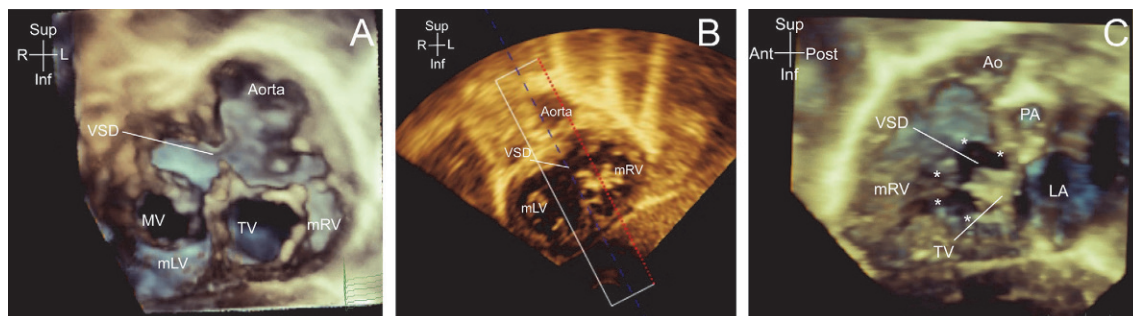 A
Sup
R L
Inf
Aorta
VSD
MV
TV
mRV
mLV
B
Sup
R L
Inf
Aorta
VSD
mRV
mLV
C
Sup
Ant Post
Inf
Ao
VSD
PA
*
*
mRV
*
LA
*
*
TV